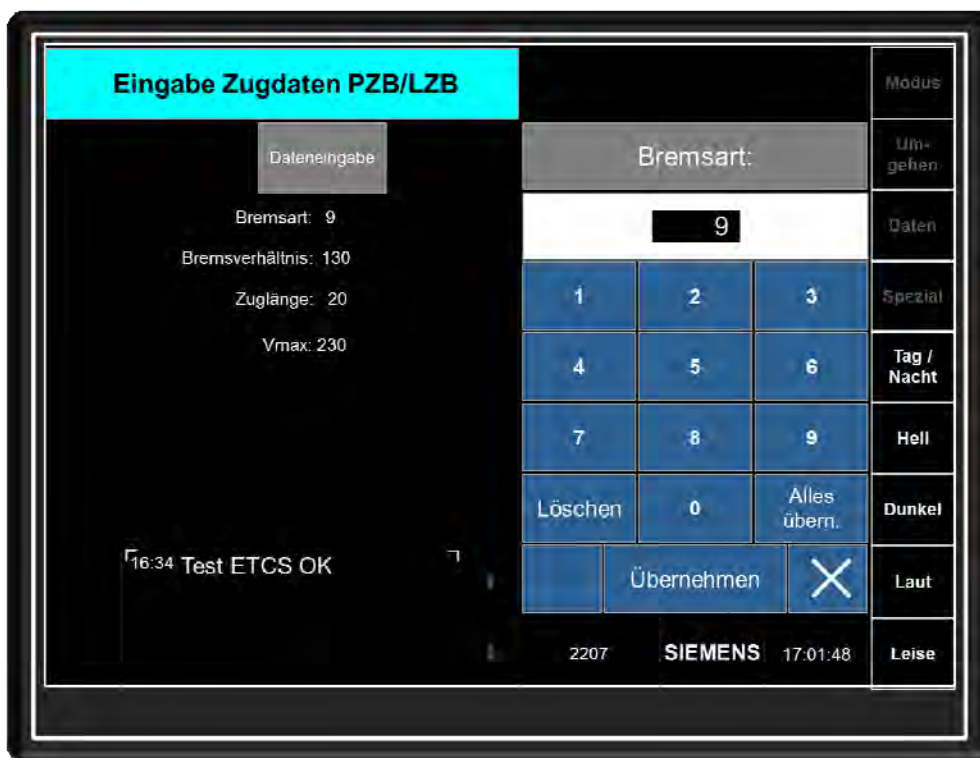 Eingabe Zugdaten PZB/LZB
Dateneingabe
Bremsart: 9
Bremsverhältnis: 130
Zuglänge: 20
Vmax: 230
16:34 Test ETCS OK
Bremsart:
9
1 2 3
4 5 6
7 8 9
Löschen 0 Alles
übern.
Übernehmen
2207 SIEMENS 17:01:48
Modus
Um-
gehen
Daten
Spezial
Tag /
Nacht
Hell
Dunkel
Laut
Leise